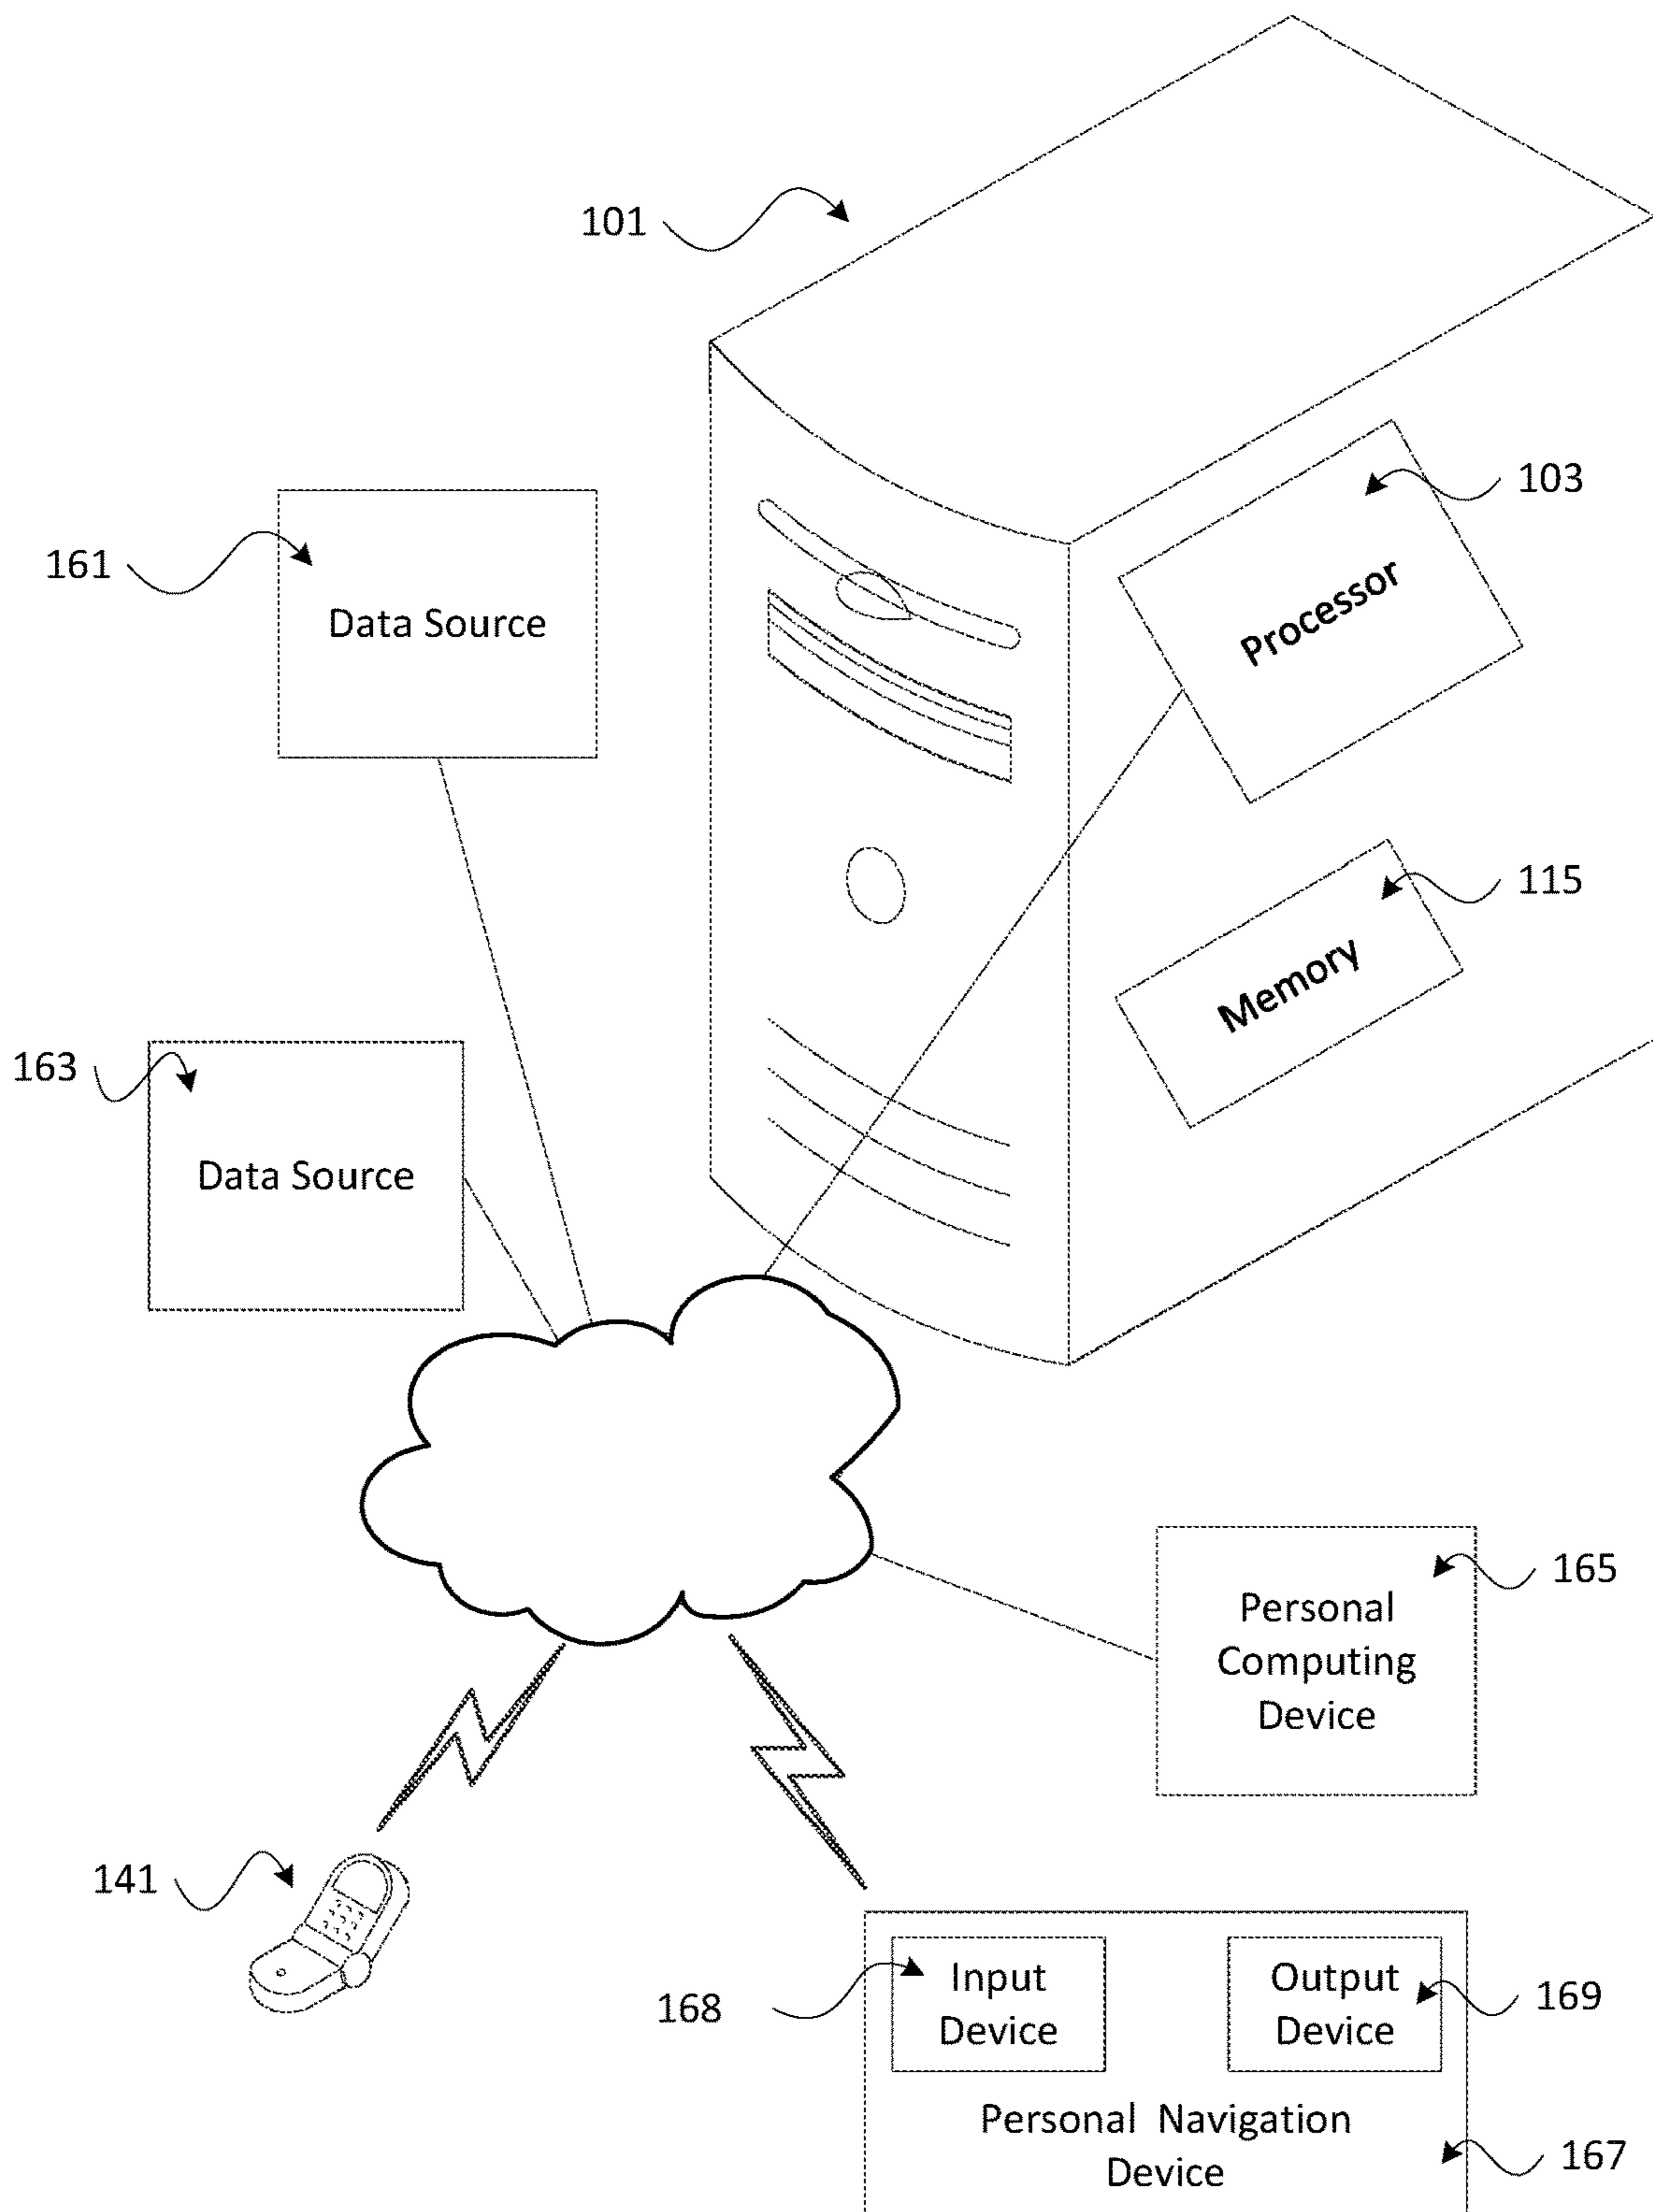 101
103
Processor
161
Data Source
115
Memory
163
Data Source
165
Personal
Computing
Device
141
168
Input
Device
Output
Device
169
Personal Navigation
Device
167